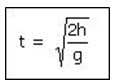 t = √(2h/g)